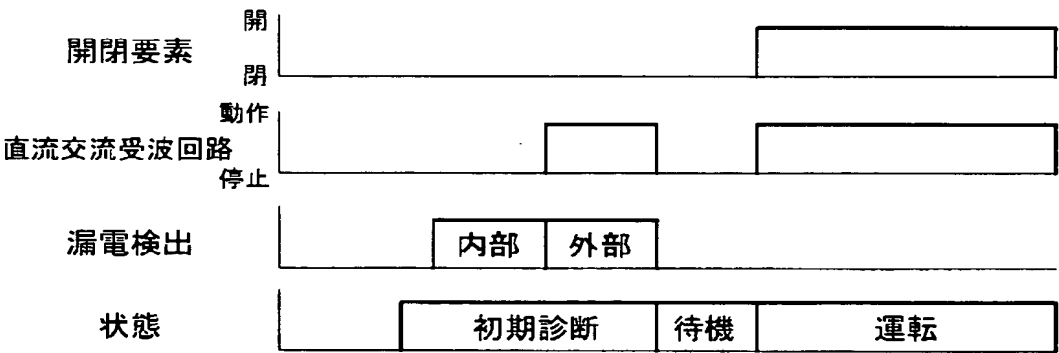 開閉要素
開
閉
直流交流受波回路
動作
停止
漏電検出
内部
外部
状態
初期診断
待機
運転